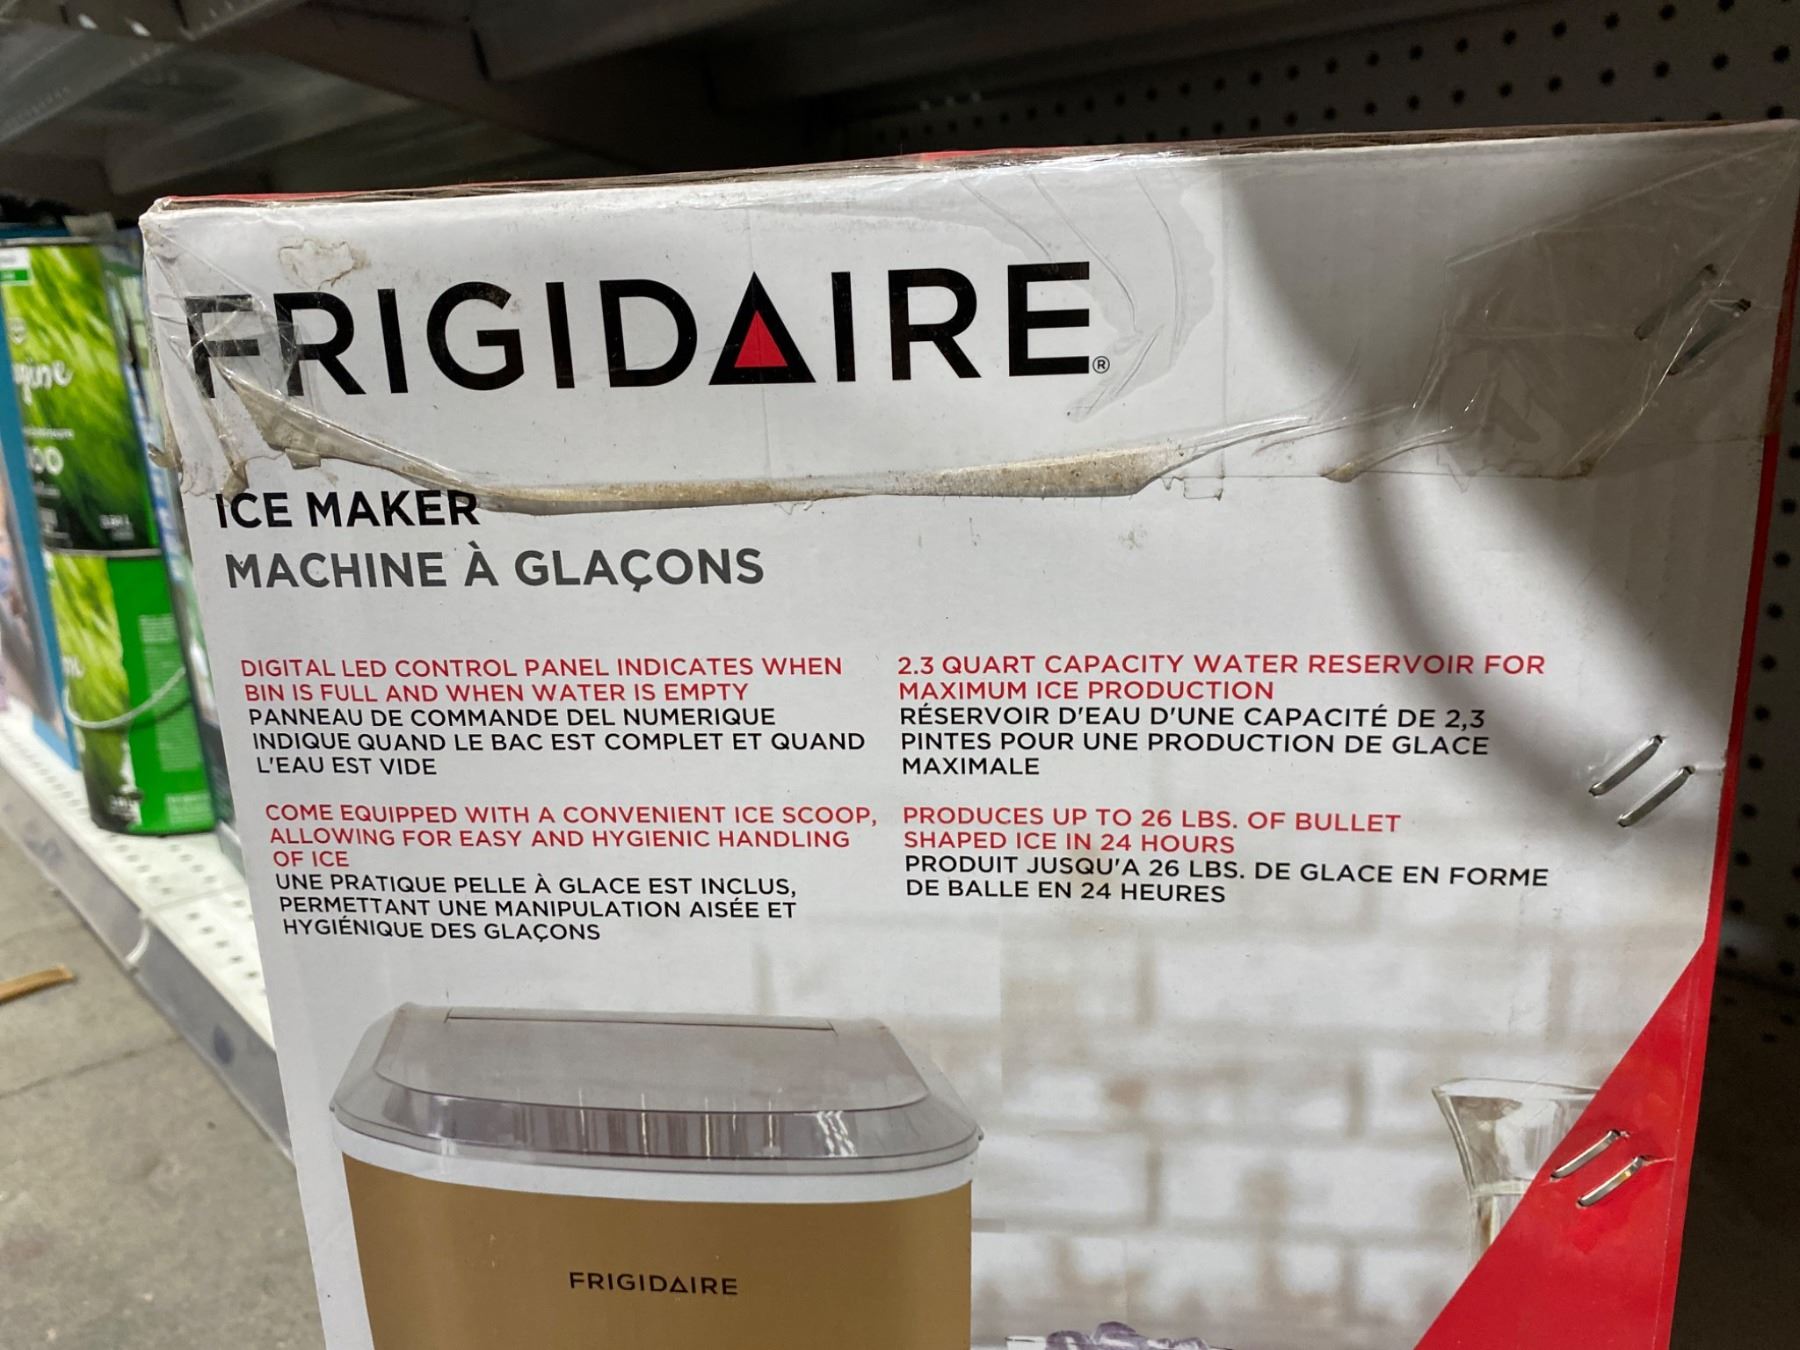 FRIGIDAIRE®
ICE MAKER
MACHINE À GLAÇONS
DIGITAL LED CONTROL PANEL INDICATES WHEN
BIN IS FULL AND WHEN WATER IS EMPTY
PANNEAU DE COMMANDE DEL NUMERIQUE
INDIQUE QUAND LE BAC EST COMPLET ET QUAND
L'EAU EST VIDE
COME EQUIPPED WITH A CONVENIENT ICE SCOOP,
ALLOWING FOR EASY AND HYGIENIC HANDLING
OF ICE
UNE PRATIQUE PELLE À GLACE EST INCLUS,
PERMETTANT UNE MANIPULATION AISÉE ET
HYGIÉNIQUE DES GLAÇONS
2.3 QUART CAPACITY WATER RESERVOIR FOR
MAXIMUM ICE PRODUCTION
RÉSERVOIR D'EAU D'UNE CAPACITÉ DE 2,3
PINTES POUR UNE PRODUCTION DE GLACE
MAXIMALE
PRODUCES UP TO 26 LBS. OF BULLET
SHAPED ICE IN 24 HOURS
PRODUIT JUSQU'A 26 LBS. DE GLACE EN FORME
DE BALLE EN 24 HEURES
FRIGIDAIRE